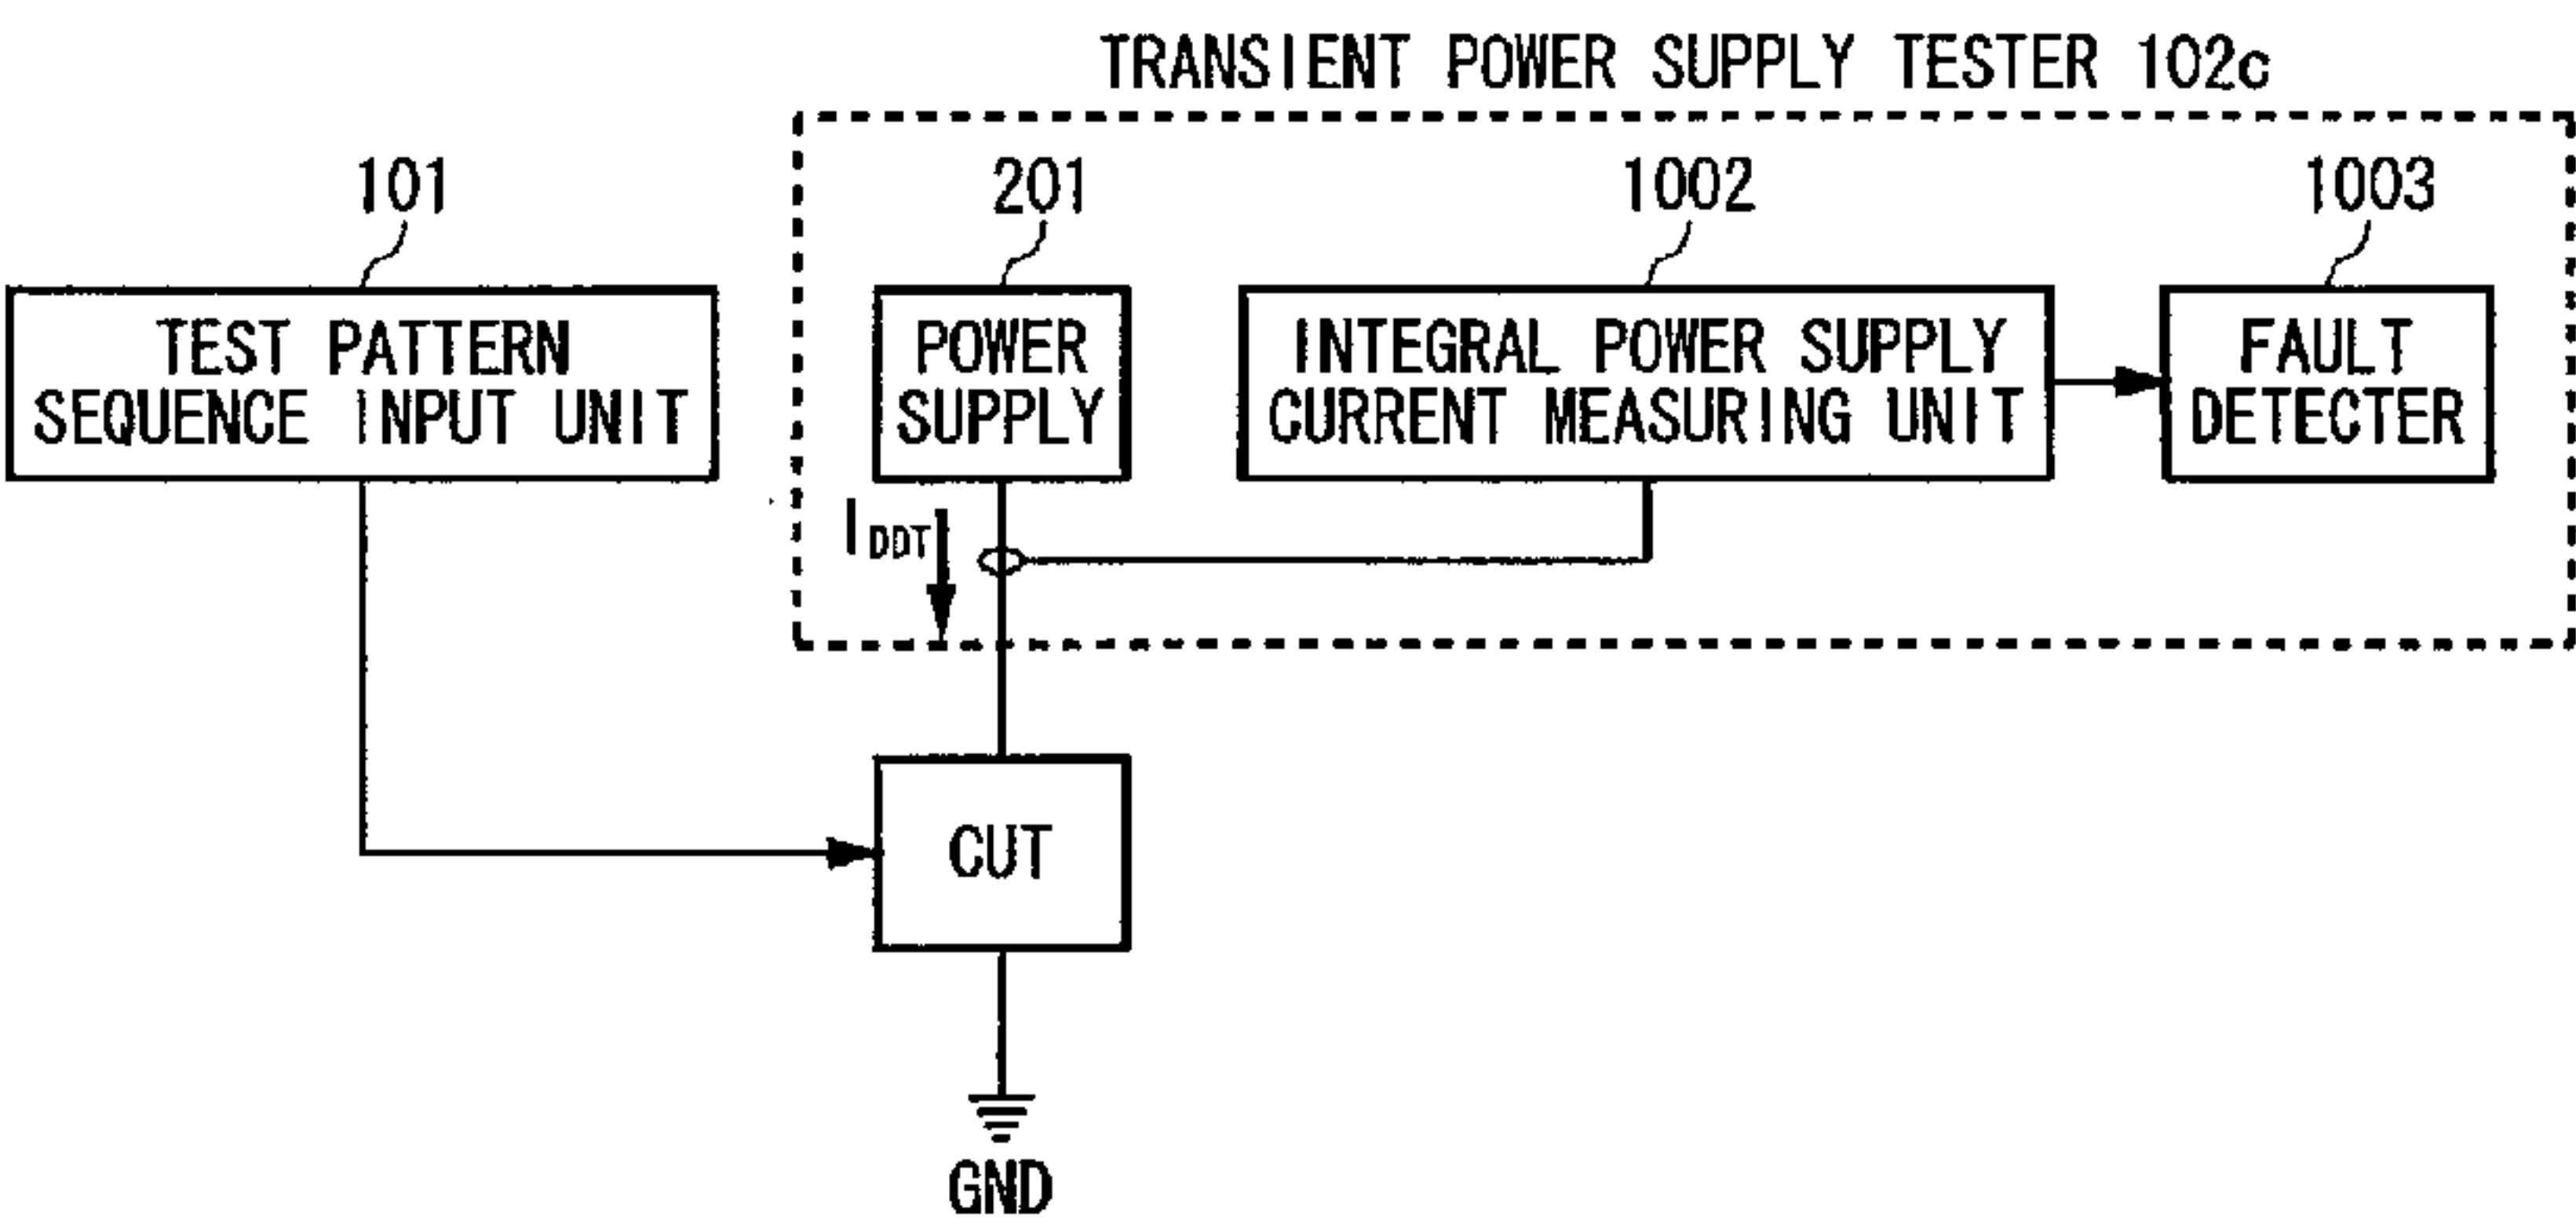 TRANSIENT POWER SUPPLY TESTER 102c
101
201
1002
1003
TEST PATTERN
SEQUENCE INPUT UNIT
POWER
SUPPLY
INTEGRAL POWER SUPPLY
CURRENT MEASURING UNIT
FAULT
DETECTER
IDDT
CUT
GND